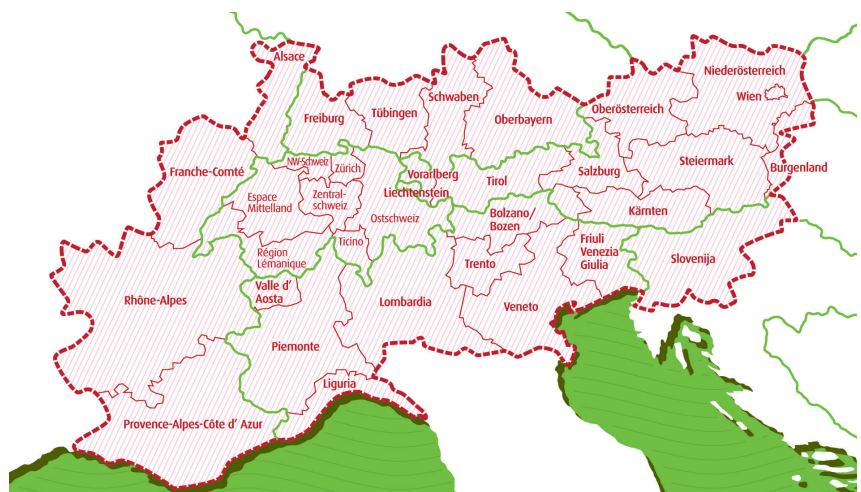 Alsace
Niederösterreich
Wien
Schwaben
Tübingen
Freiburg
Oberbayern
Oberösterreich
Franche-Comté
NW-Schweiz
Zürich
Vorarlberg
Liechtenstein
Tirol
Salzburg
Steiermark
Burgenland
Espace
Mittelland
Zentral-
schweiz
Ostschweiz
Bolzano/
Bozen
Kärnten
Région
Lémanique
Ticino
Trento
Friuli
Venezia
Giulia
Slovenija
Rhône-Alpes
Valle d'
Aosta
Lombardia
Veneto
Piemonte
Liguria
Provence-Alpes-Côte d' Azur